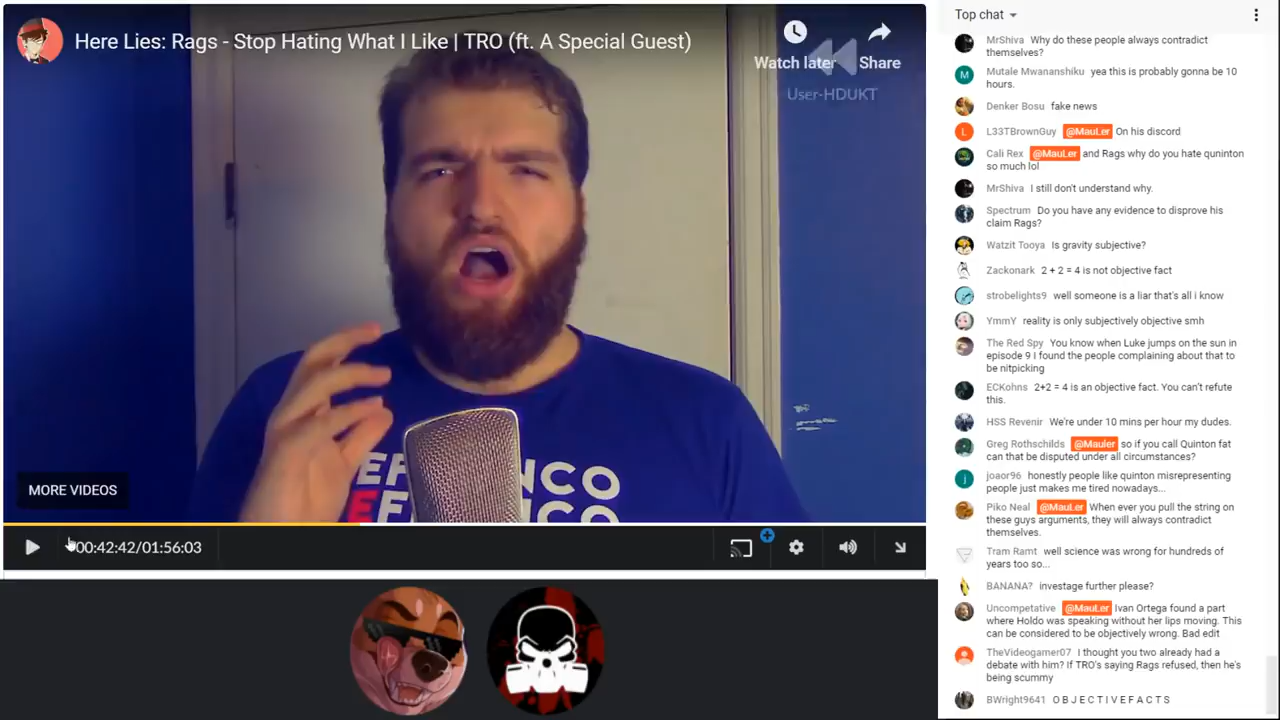 Here Lies: Rags - Stop Hating What I Like | TRO (ft. A Special Guest)
Watch later
Share
User-HDUKT
MORE VIDEOS
00:42:42/01:56:03
Top chat
MrShiva Why do these people always contradict
themselves?
M
Mutale Mwananshiku yea this is probably gonna be 10
hours.
Denker Bosu fake news
L
L33TBrownGuy @MauLer On his discord
Cali Rex @MauLer and Rags why do you hate quninton
so much lol
MrShiva I still don't understand why.
Spectrum Do you have any evidence to disprove his
claim Rags?
Watzit Tooya Is gravity subjective?
Zackonark 2 + 2 = 4 is not objective fact
strobelights9 well someone is a liar that's all i know
YmmY reality is only subjectively objective smh
The Red Spy You know when Luke jumps on the sun in
episode 9 I found the people complaining about that to
be nitpicking
ECKohns 2+2 = 4 is an objective fact. You can't refute
this.
HSS Revenir We're under 10 mins per hour my dudes.
Greg Rothschilds @Mauler so if you call Quinton fat
can that be disputed under all circumstances?
j
joaor96 honestly people like quinton misrepresenting
people just makes me tired nowadays...
Piko Neal @MauLer When ever you pull the string on
these guys arguments, they will always contradict
themselves.
Tram Ramt well science was wrong for hundreds of
years too so...
BANANA? investage further please?
Uncompetative @MauLer Ivan Ortega found a part
where Holdo was speaking without her lips moving. This
can be considered to be objectively wrong. Bad edit
TheVideogamer07 I thought you two already had a
debate with him? If TRO's saying Rags refused, then he's
being scummy
BWright9641 O B J E C T I V E F A C T S